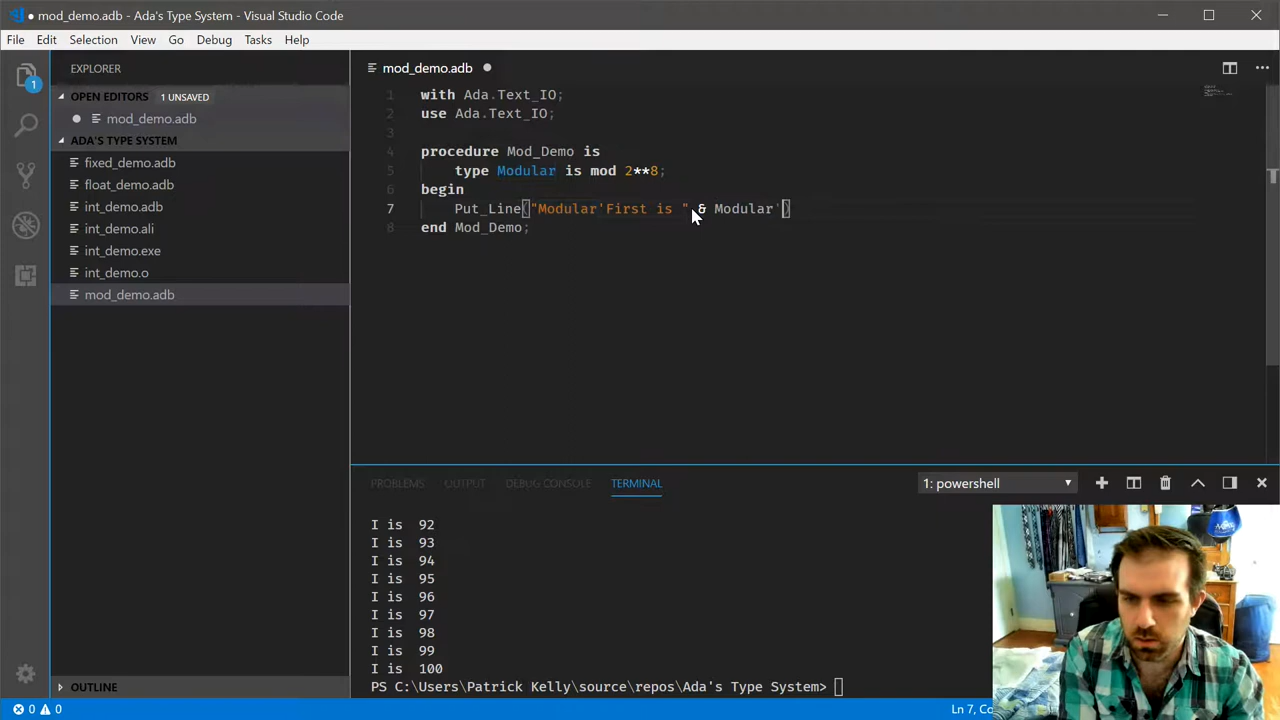 mod_demo.adb - Ada's Type System - Visual Studio Code
File Edit Selection View Go Debug Tasks Help
EXPLORER
mod_demo.adb
OPEN EDITORS 1 UNSAVED
mod_demo.adb
ADA'S TYPE SYSTEM
fixed_demo.adb
float_demo.adb
int_demo.adb
int_demo.ali
int_demo.exe
int_demo.o
mod_demo.adb
OUTLINE
1
1 with Ada.Text_IO;
2 use Ada.Text_IO;
3
4 procedure Mod_Demo is
5 type Modular is mod 2**8;
6 begin
7 Put_Line("Modular'First is " & Modular')
8 end Mod_Demo;
PROBLEMS OUTPUT DEBUG CONSOLE TERMINAL 1: powershell
I is 92
I is 93
I is 94
I is 95
I is 96
I is 97
I is 98
I is 99
I is 100
PS C:\Users\Patrick Kelly\source\repos\Ada's Type System>
0 0 Ln 7,